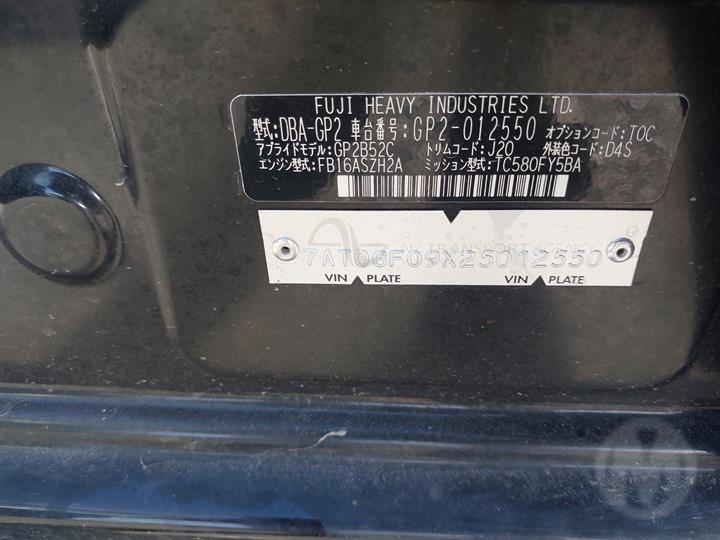 FUJI HEAVY INDUSTRIES LTD.
型式: DBA-GP2 車台番号: GP2-012550 オプションコード: TOC
アプライドモデル: GP2B52C トリムコード: J20 外装色コード: D4S
エンジン型式: FB16ASZH2A ミッション型式: TC580FY5BA
NZ TRANSPORT AGENCY
7AT0GF09X25012550
VIN PLATE VIN PLATE